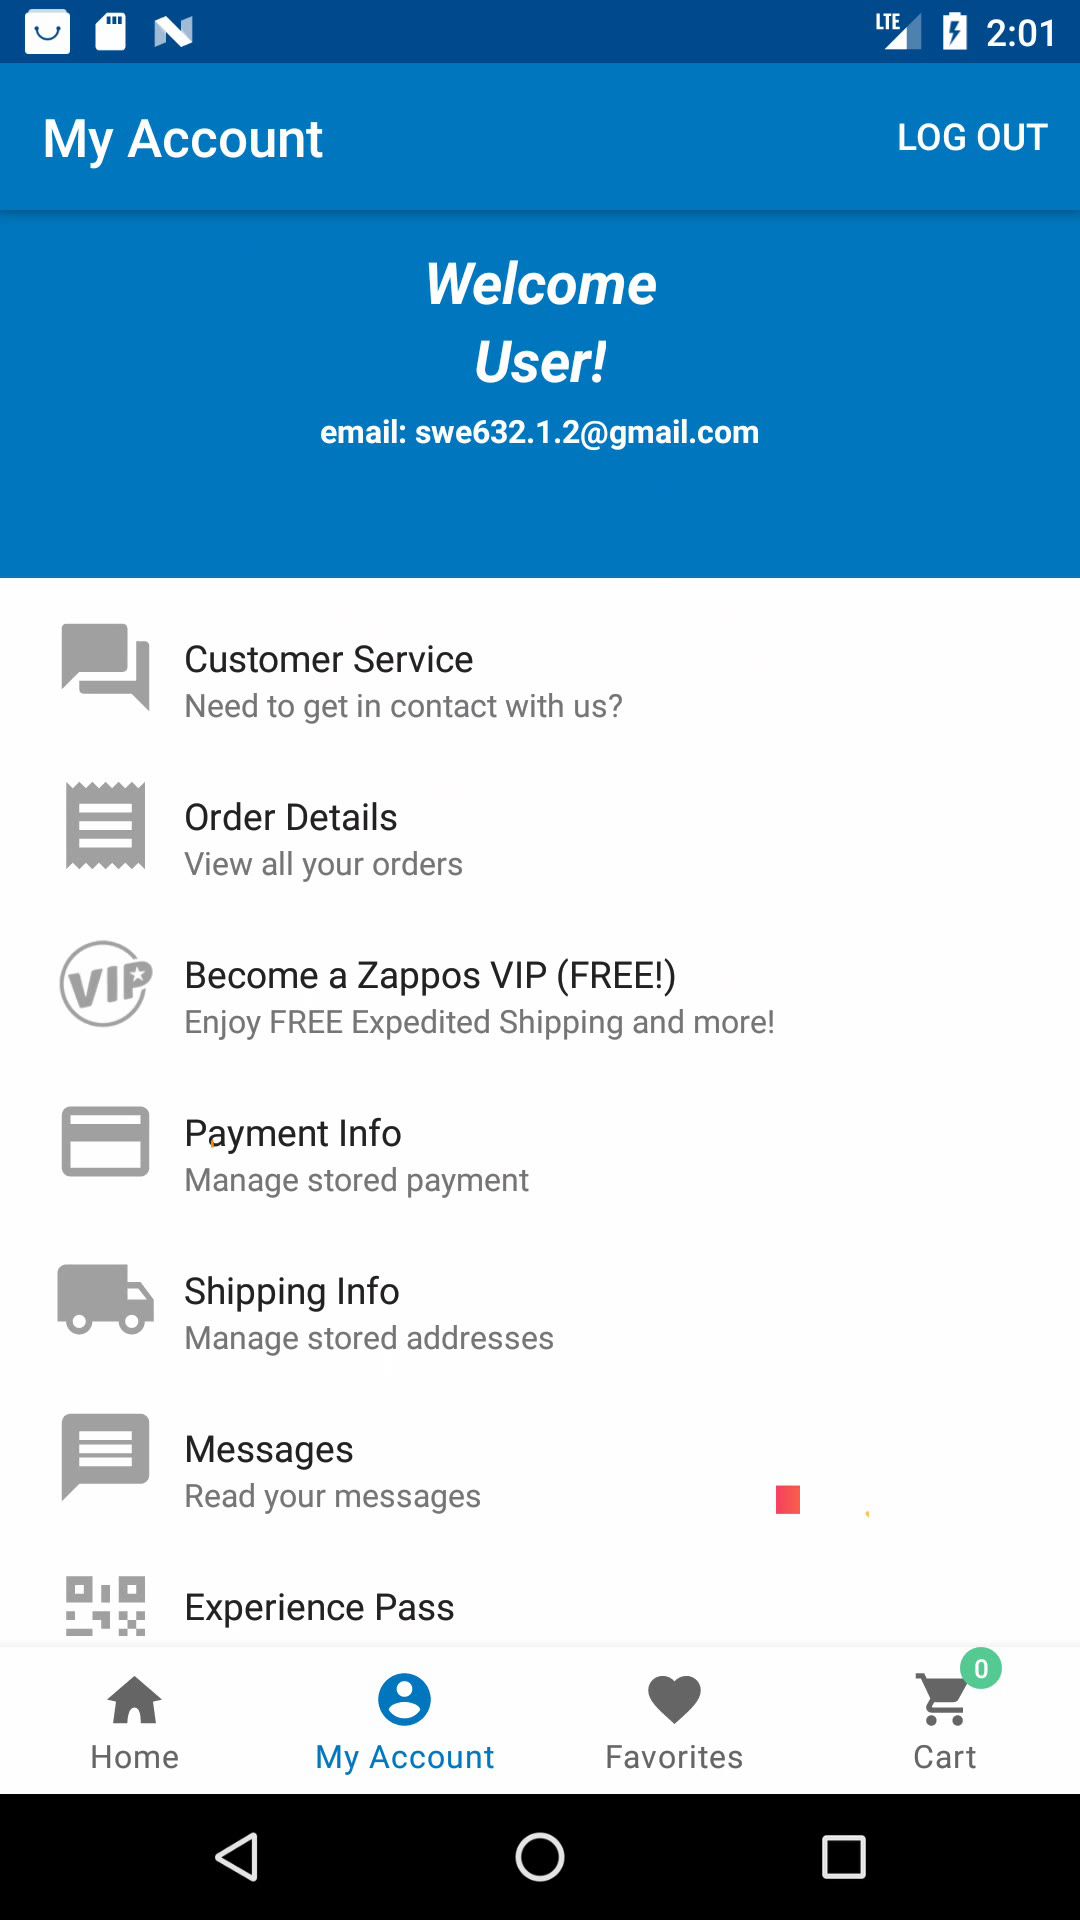 LTE 2:01
My Account LOG OUT
Welcome
User!
email: swe632.1.2@gmail.com
Customer Service
Need to get in contact with us?
Order Details
View all your orders
VIP
Become a Zappos VIP (FREE!)
Enjoy FREE Expedited Shipping and more!
Payment Info
Manage stored payment
Shipping Info
Manage stored addresses
Messages
Read your messages
Experience Pass
0
Home My Account Favorites Cart